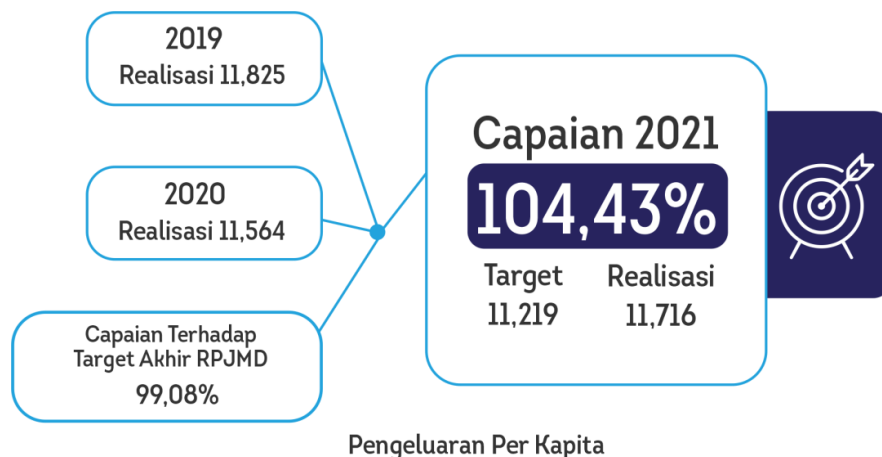 2019
Realisasi 11,825
2020
Realisasi 11,564
Capaian Terhadap
Target Akhir RPJMD
99,08%
Capaian 2021
104,43%
Target
11,219
Realisasi
11,716
Pengeluaran Per Kapita